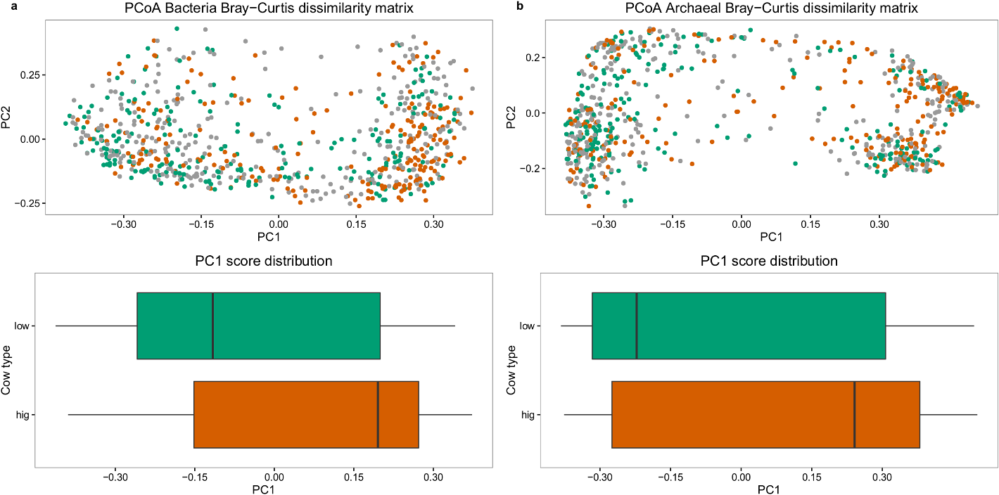 a
PCoA Bacteria Bray−Curtis dissimilarity matrix
PC2
0.25
0.00
−0.25
−0.30 −0.15 0.00 0.15 0.30
PC1
PC1 score distribution
Cow type
low
hig
−0.30 −0.15 0.00 0.15 0.30
PC1
b
PCoA Archaeal Bray−Curtis dissimilarity matrix
PC2
0.2
0.0
−0.2
−0.30 −0.15 0.00 0.15 0.30
PC1
PC1 score distribution
Cow type
low
hig
−0.30 −0.15 0.00 0.15 0.30
PC1